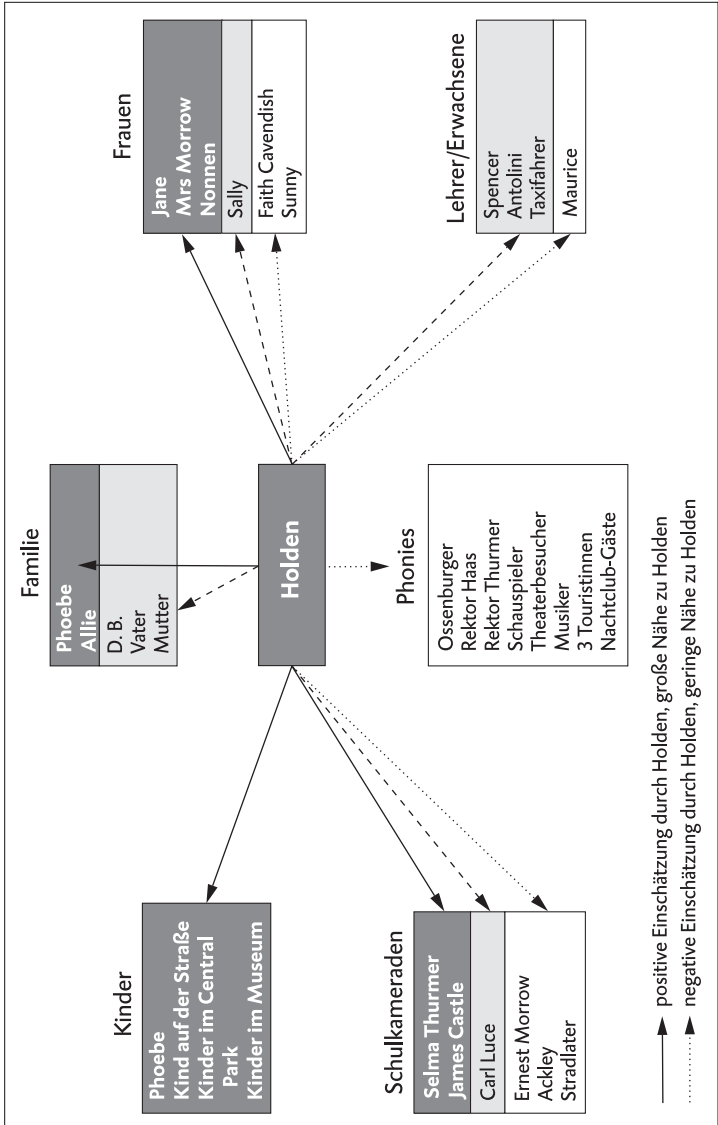 Kinder
Phoebe
Kind auf der Straße
Kinder im Central
Park
Kinder im Museum
Familie
Phoebe
Allie
D. B.
Vater
Mutter
Frauen
Jane
Mrs Morrow
Nonnen
Sally
Faith Cavendish
Sunny
Holden
Schulkameraden
Selma Thurmer
James Castle
Carl Luce
Ernest Morrow
Ackley
Stradlater
Phonies
Ossenburger
Rektor Haas
Rektor Thurmer
Schauspieler
Theaterbesucher
Musiker
3 Touristinnen
Nachtclub-Gäste
Lehrer/Erwachsene
Spencer
Antolini
Taxifahrer
Maurice
positive Einschätzung durch Holden, große Nähe zu Holden
negative Einschätzung durch Holden, geringe Nähe zu Holden